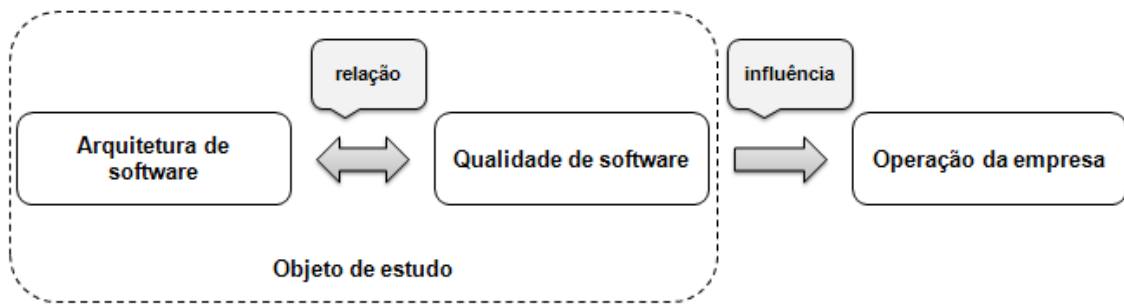 relação
influência
Arquitetura de
software
Qualidade de software
Operação da empresa
Objeto de estudo